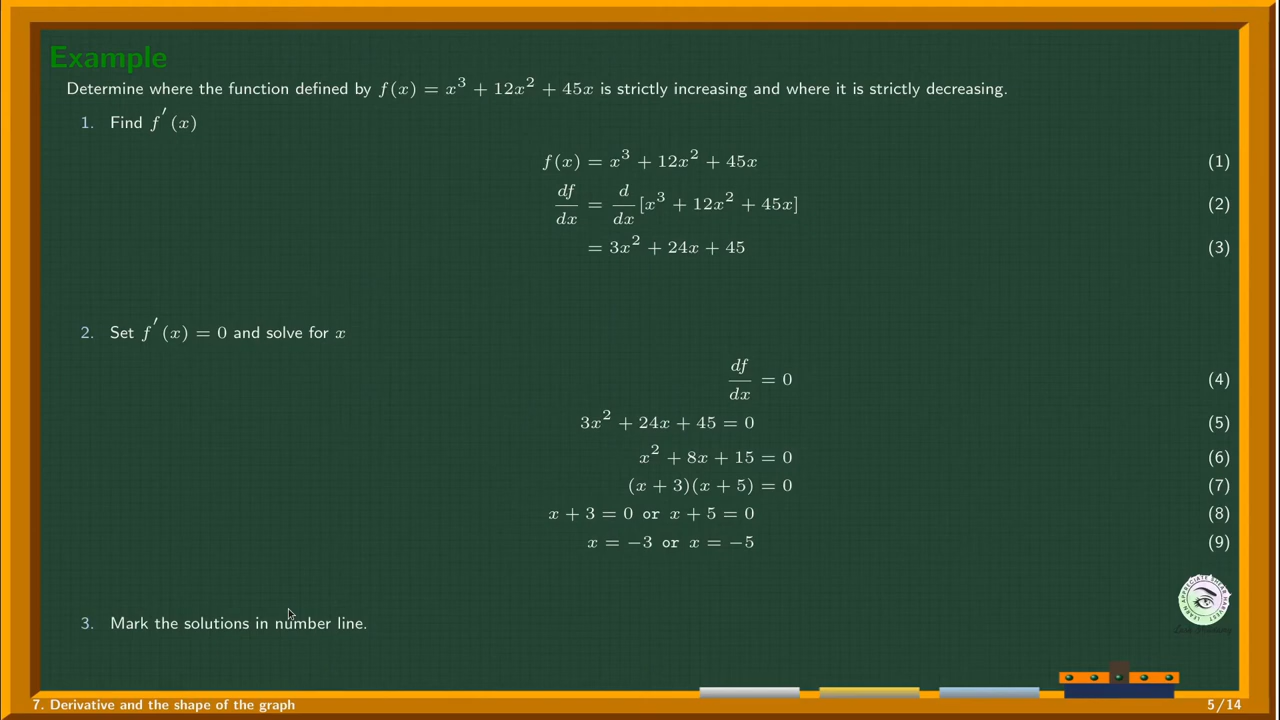 Example
Determine where the function defined by f(x) = x³ + 12x² + 45x is strictly increasing and where it is strictly decreasing.
1. Find f′(x)
f(x) = x³ + 12x² + 45x (1)
df/dx = d/dx [x³ + 12x² + 45x] (2)
= 3x² + 24x + 45 (3)
2. Set f′(x) = 0 and solve for x
df/dx = 0 (4)
3x² + 24x + 45 = 0 (5)
x² + 8x + 15 = 0 (6)
(x + 3)(x + 5) = 0 (7)
x + 3 = 0 or x + 5 = 0 (8)
x = −3 or x = −5 (9)
3. Mark the solutions in number line.
7. Derivative and the shape of the graph
5/14